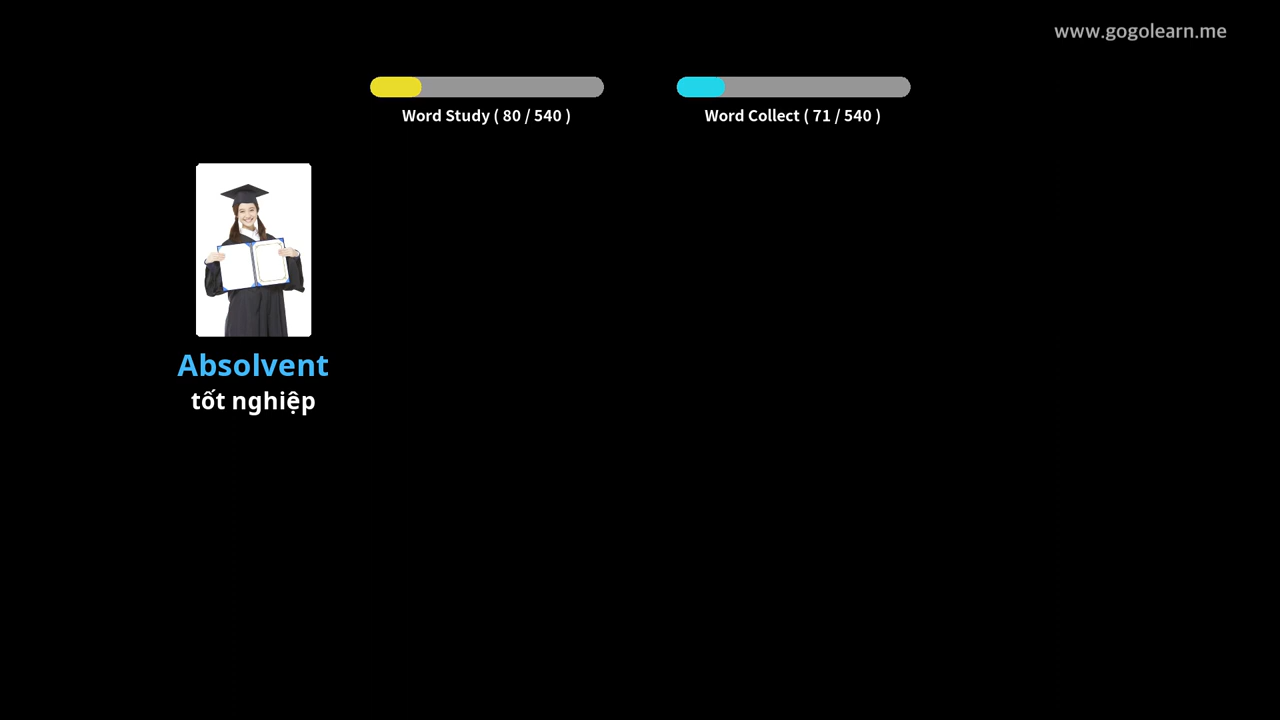 www.gogolearn.me
Word Study ( 80 / 540 )
Word Collect ( 71 / 540 )
Absolvent
tốt nghiệp